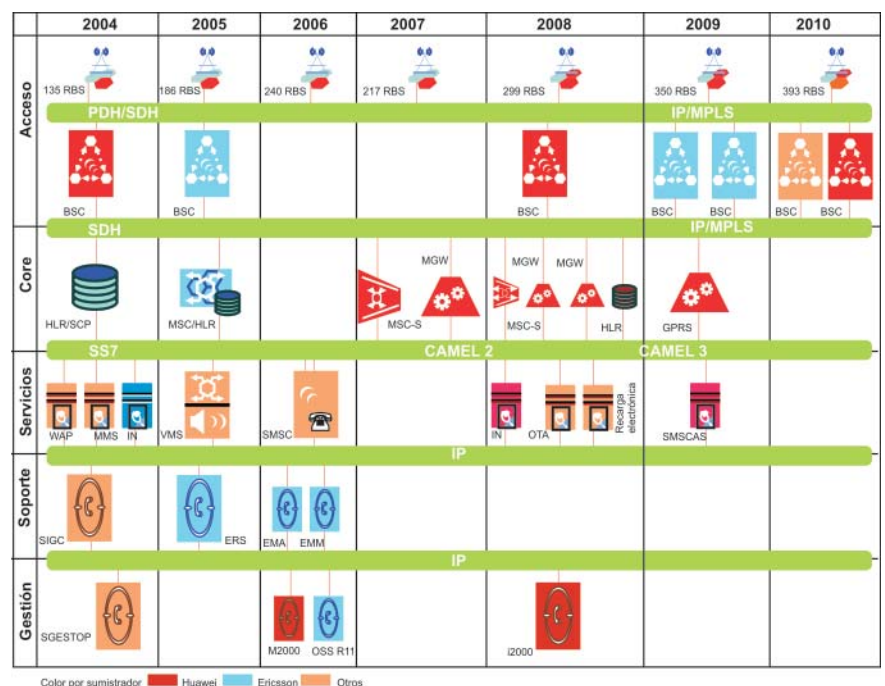 2004 2005 2006 2007 2008 2009 2010
Acceso
135 RBS 186 RBS 240 RBS 217 RBS 299 RBS 350 RBS 393 RBS
PDH/SDH IP/MPLS
BSC BSC BSC BSC BSC BSC BSC
SDH IP/MPLS
Core
MGW MGW MGW
HLR/SCP MSC/HLR MSC-S MSC-S HLR GPRS
SS7 CAMEL 2 CAMEL 3
Servicios
WAP MMS IN VMS SMSC IN OTA Recarga electrónica SMSCAS
IP
Soporte
SIGC ERS EMA EMM
IP
Gestión
SGESTOP M2000 OSS R11 i2000
Color por sumistrador Huawei Ericsson Otros